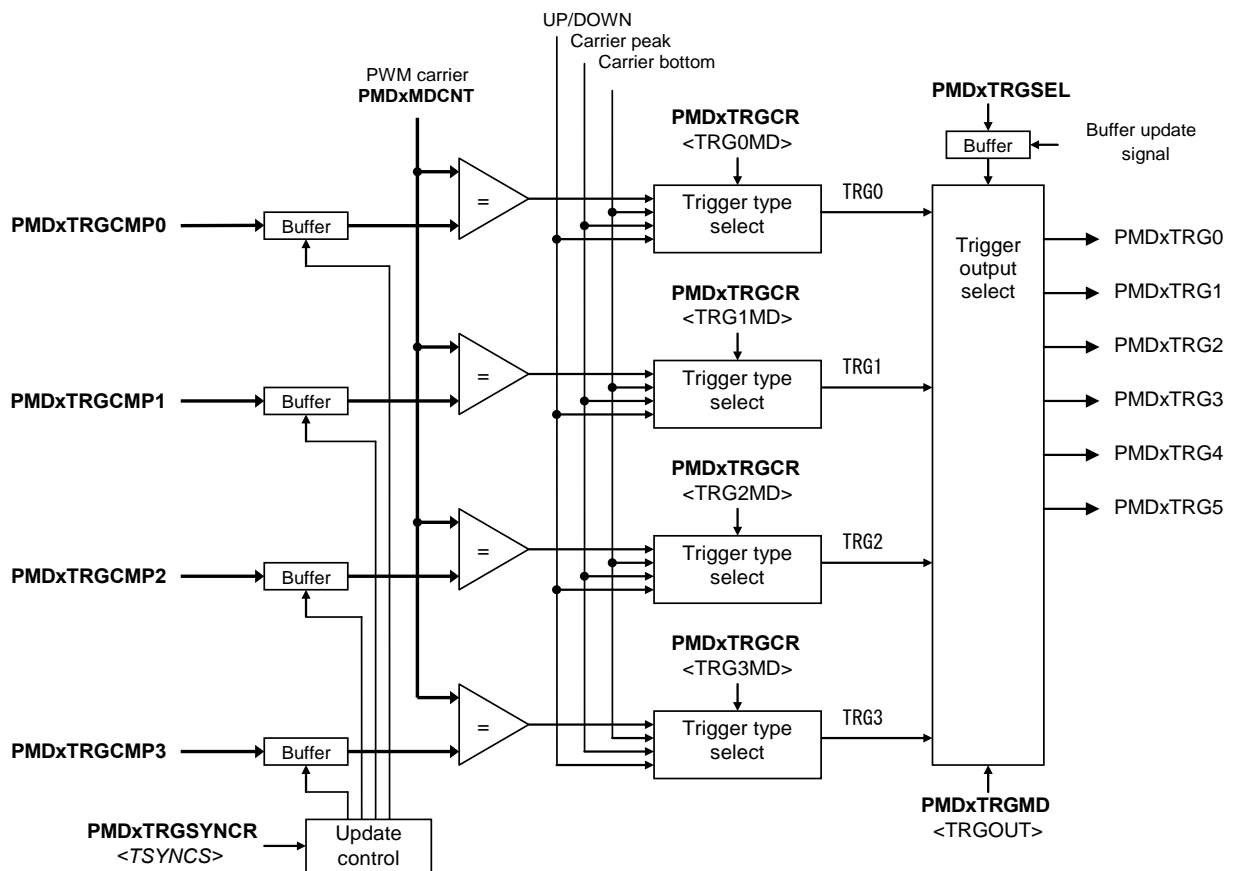 UP/DOWN
Carrier peak
Carrier bottom
PWM carrier
PMDxMDCNT
PMDxTRGSEL
Buffer
Buffer update
signal
PMDxTRGCR
<TRG0MD>
PMDxTRGCMP0
Buffer
=
Trigger type
select
TRG0
Trigger
output
select
PMDxTRG0
PMDxTRG1
PMDxTRG2
PMDxTRG3
PMDxTRG4
PMDxTRG5
PMDxTRGCR
<TRG1MD>
PMDxTRGCMP1
Buffer
=
Trigger type
select
TRG1
PMDxTRGCR
<TRG2MD>
PMDxTRGCMP2
Buffer
=
Trigger type
select
TRG2
PMDxTRGCR
<TRG3MD>
PMDxTRGCMP3
Buffer
=
Trigger type
select
TRG3
PMDxTRGMD
<TRGOUT>
PMDxTRGSYNCR
<TSYNCS>
Update
control